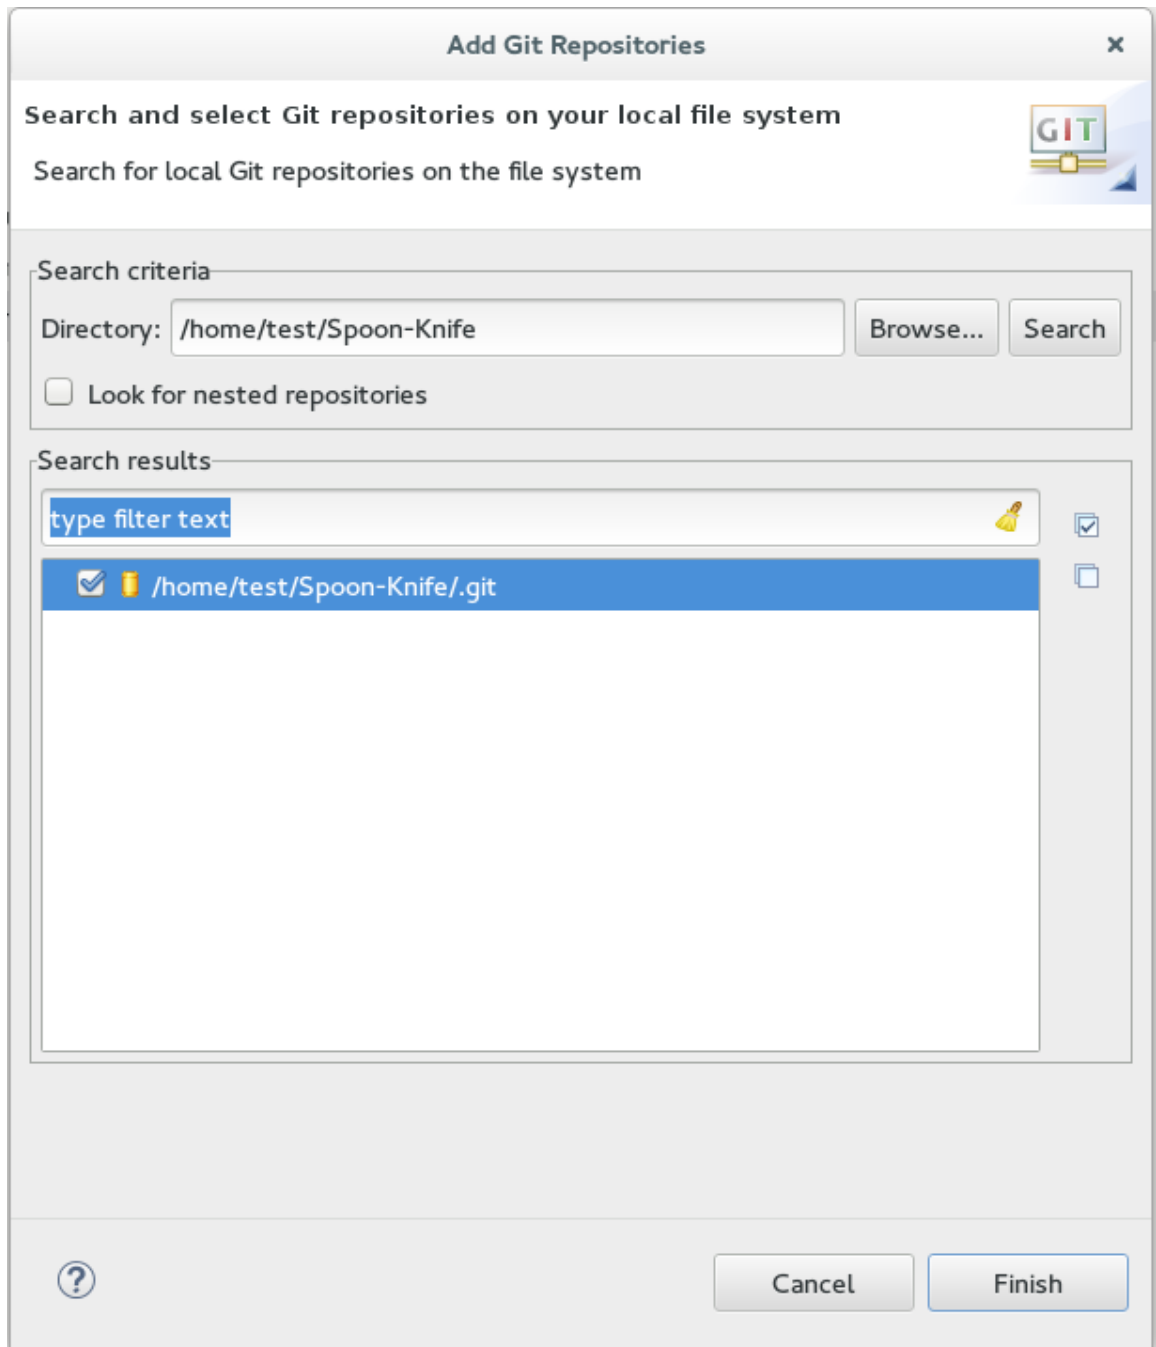 Add Git Repositories
Search and select Git repositories on your local file system
GIT
Search for local Git repositories on the file system
Search criteria
Directory: /home/test/Spoon-Knife Browse... Search
Look for nested repositories
Search results
type filter text
/home/test/Spoon-Knife/.git
? Cancel Finish